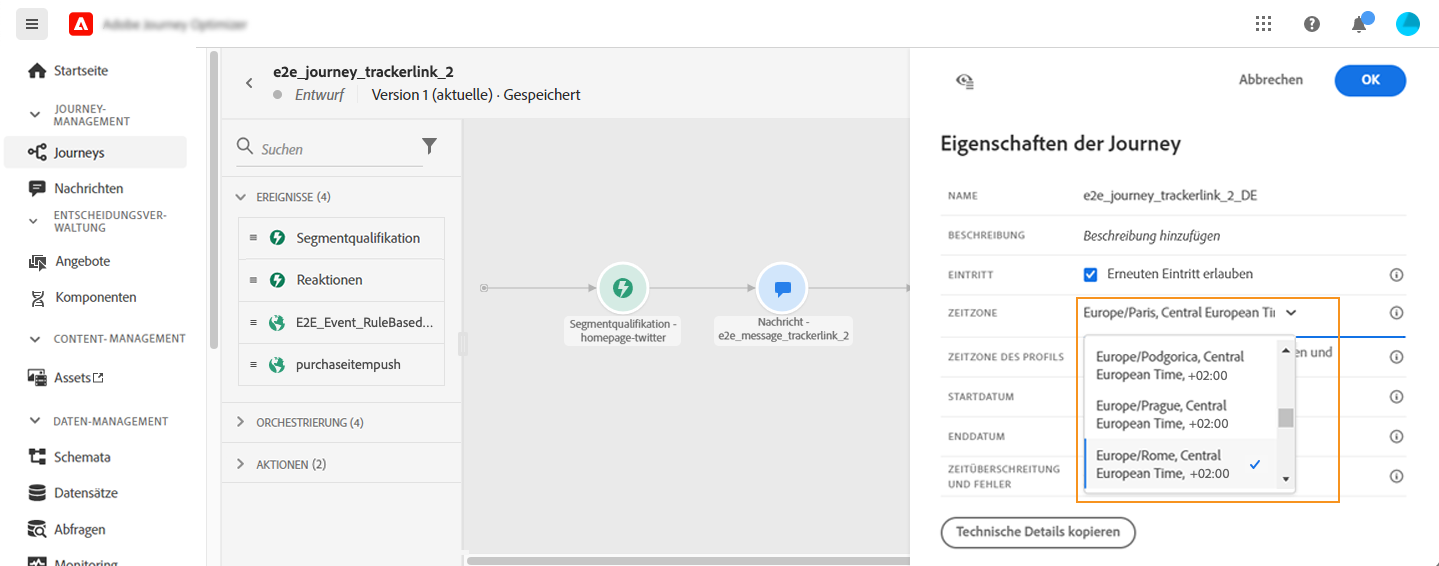 Adobe Journey Optimizer
Startseite
JOURNEY-
MANAGEMENT
Journeys
Nachrichten
ENTSCHEIDUNGSVER-
WALTUNG
Angebote
Komponenten
CONTENT- MANAGEMENT
Assets
DATEN-MANAGEMENT
Schemata
Datensätze
Abfragen
Monitoring
e2e_journey_trackerlink_2
Entwurf Version 1 (aktuelle) · Gespeichert
Suchen
EREIGNISSE (4)
Segmentqualifikation
Reaktionen
E2E_Event_RuleBased...
purchaseitempush
ORCHESTRIERUNG (4)
AKTIONEN (2)
Segmentqualifikation -
homepage-twitter
Nachricht -
e2e_message_trackerlink_2
Abbrechen
OK
Eigenschaften der Journey
NAME e2e_journey_trackerlink_2_DE
BESCHREIBUNG Beschreibung hinzufügen
EINTRITT Erneuten Eintritt erlauben
ZEITZONE Europe/Paris, Central European Ti
ZEITZONE DES PROFILS en und
STARTDATUM
ENDDATUM
ZEITÜBERSCHREITUNG
UND FEHLER
Europe/Podgorica, Central
European Time, +02:00
Europe/Prague, Central
European Time, +02:00
Europe/Rome, Central
European Time, +02:00
Technische Details kopieren